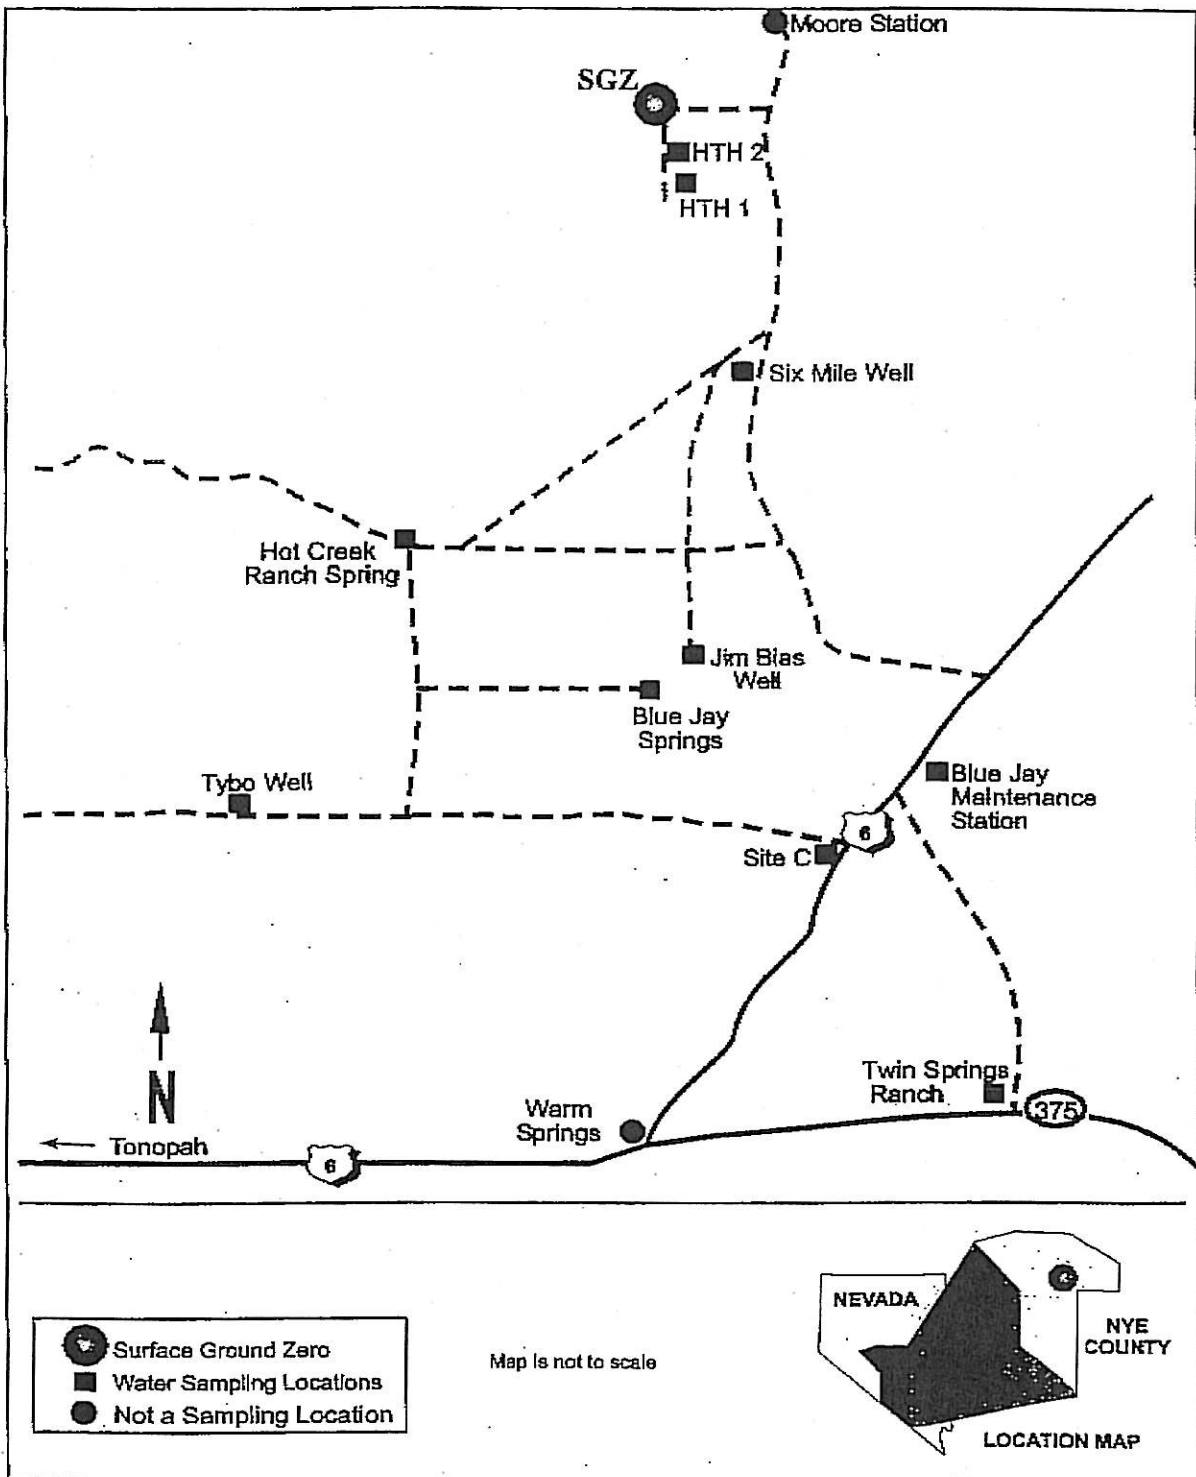 Moore Station
SGZ
HTH 2
HTH 1
Six Mile Well
Hot Creek
Ranch Spring
Jim Bias
Well
Blue Jay
Springs
Tybo Well
Blue Jay
Maintenance
Station
6
Site C
N
Twin Springs
Ranch
375
Warm
Springs
Tonopah
6
Surface Ground Zero
Water Sampling Locations
Not a Sampling Location
Map is not to scale
NEVADA
NYE
COUNTY
LOCATION MAP